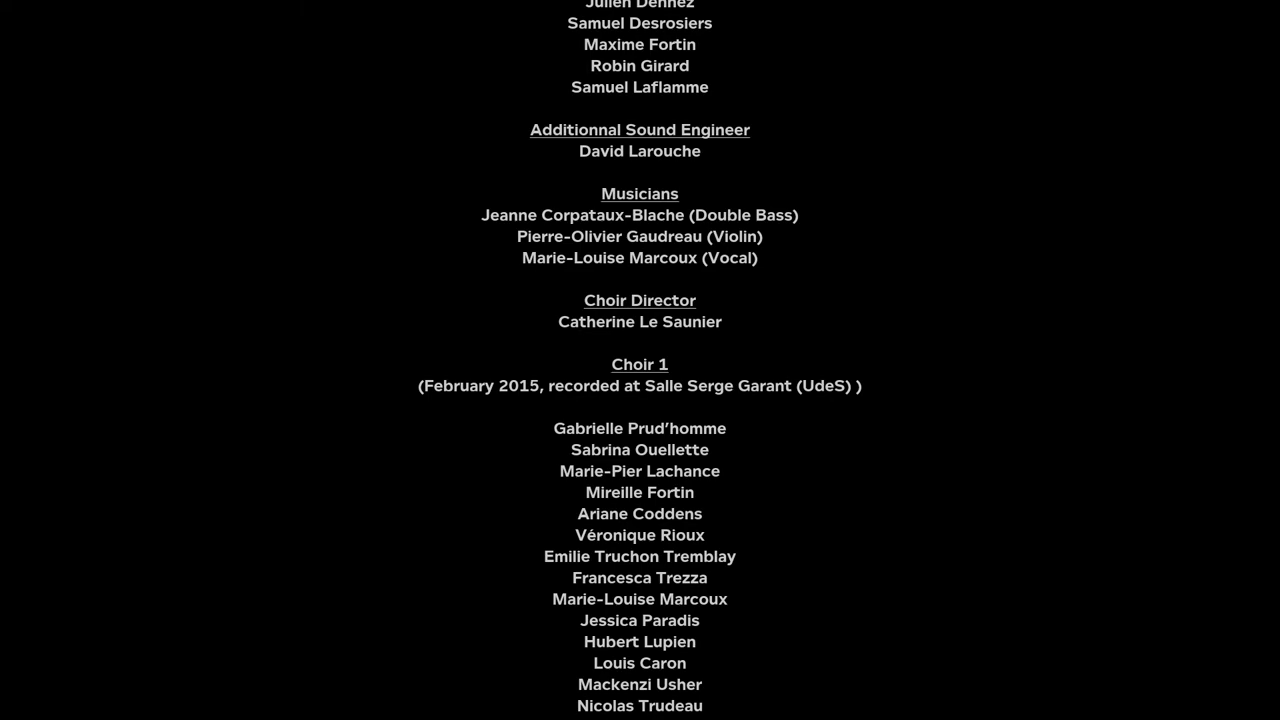 Julien Dennez
Samuel Desrosiers
Maxime Fortin
Robin Girard
Samuel Laflamme
Additionnal Sound Engineer
David Larouche
Musicians
Jeanne Corpataux-Blache (Double Bass)
Pierre-Olivier Gaudreau (Violin)
Marie-Louise Marcoux (Vocal)
Choir Director
Catherine Le Saunier
Choir 1
(February 2015, recorded at Salle Serge Garant (UdeS) )
Gabrielle Prud’homme
Sabrina Ouellette
Marie-Pier Lachance
Mireille Fortin
Ariane Coddens
Véronique Rioux
Emilie Truchon Tremblay
Francesca Trezza
Marie-Louise Marcoux
Jessica Paradis
Hubert Lupien
Louis Caron
Mackenzi Usher
Nicolas Trudeau